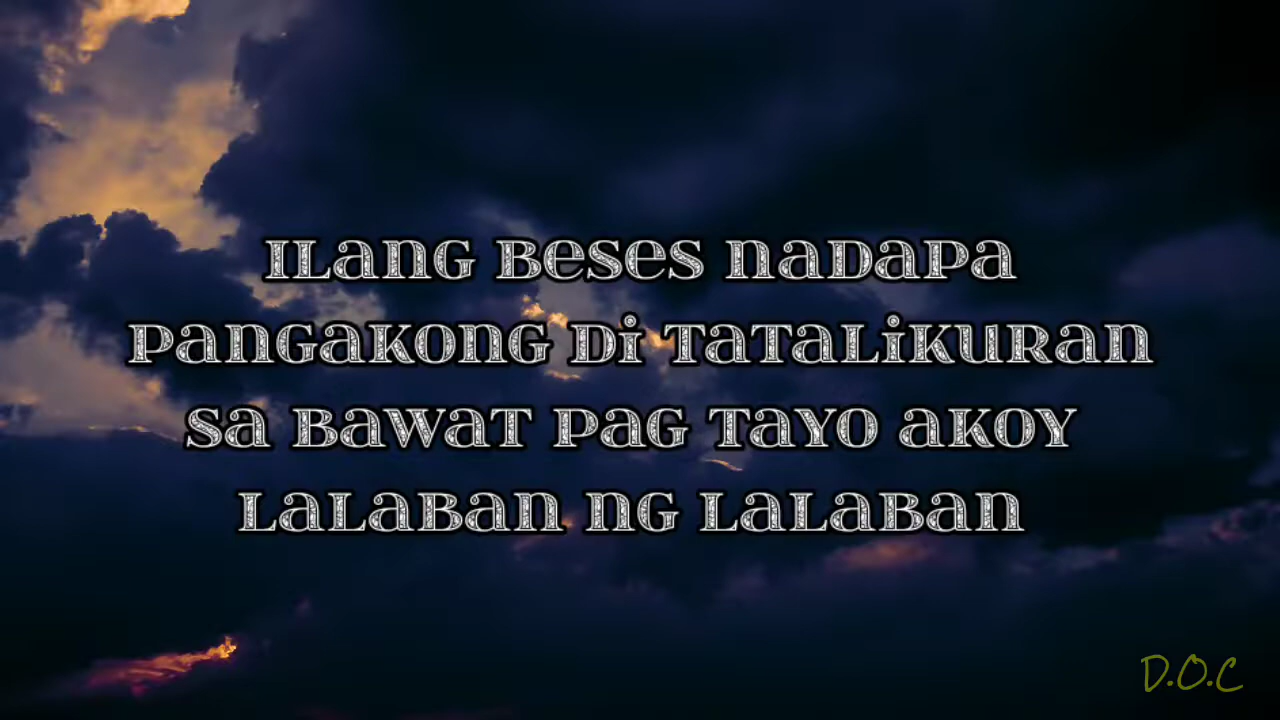 ILANG BESES NADAPA
PANGAKONG Di TATALiKURAN
SA BAWAT PAG TAYO AKOY
LALABAN NG LALABAN
D.O.C